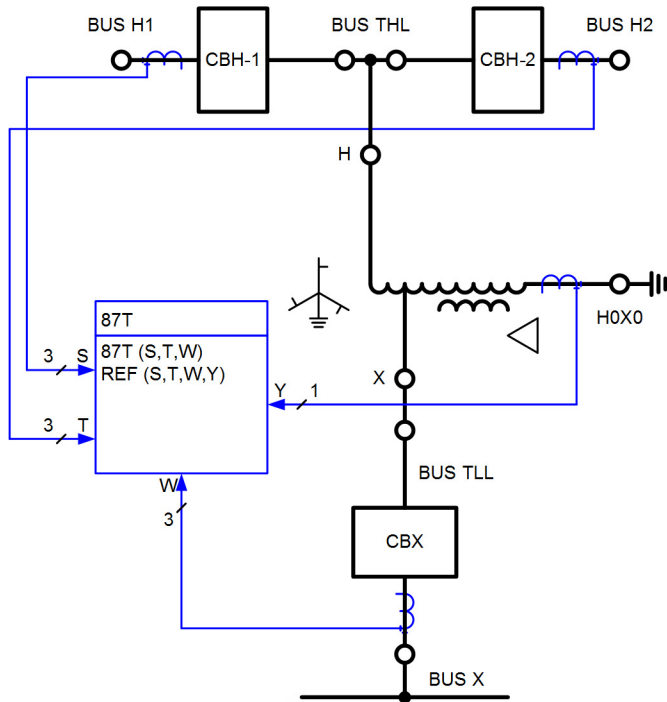 BUS H1
BUS THL
BUS H2
CBH-1
CBH-2
H
H0X0
87T
87T (S,T,W)
REF (S,T,W,Y)
3
S
Y
1
X
3
T
W
3
BUS TLL
CBX
BUS X